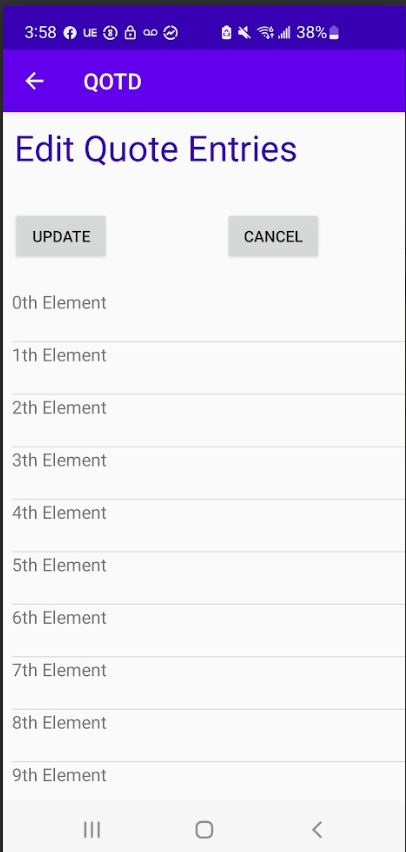 3:58 UE 38%
QOTD
Edit Quote Entries
UPDATE CANCEL
0th Element
1th Element
2th Element
3th Element
4th Element
5th Element
6th Element
7th Element
8th Element
9th Element